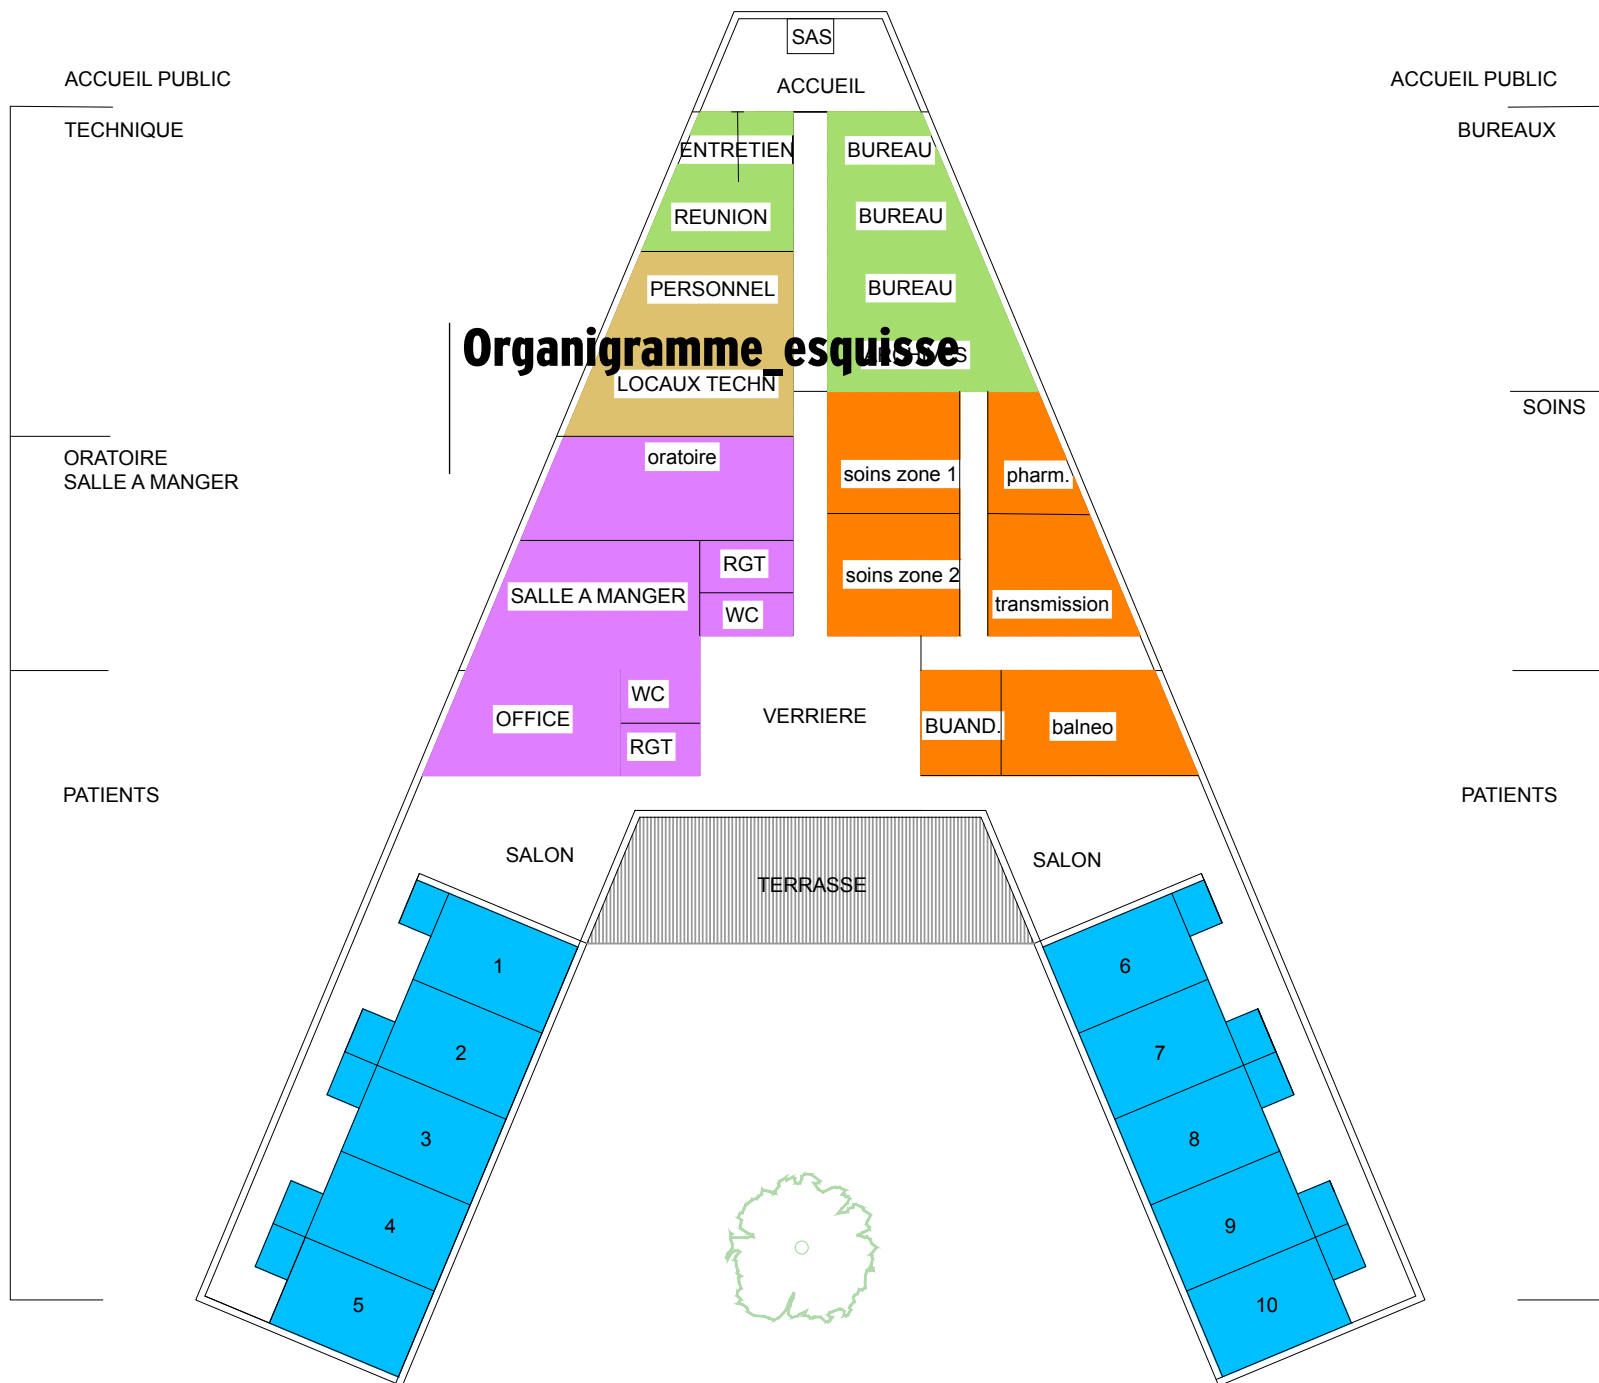 SAS
ACCUEIL PUBLIC
ACCUEIL
ACCUEIL PUBLIC
TECHNIQUE
BUREAUX
ENTRETIEN
BUREAU
REUNION
BUREAU
PERSONNEL
BUREAU
Organigramme_esquisse
ARCHIVES
LOCAUX TECHN
SOINS
ORATOIRE
SALLE A MANGER
oratoire
soins zone 1
pharm.
RGT
soins zone 2
SALLE A MANGER
WC
transmission
WC
OFFICE
VERRIERE
BUAND.
balneo
RGT
PATIENTS
PATIENTS
SALON
SALON
TERRASSE
1
6
2
7
3
8
4
9
5
10